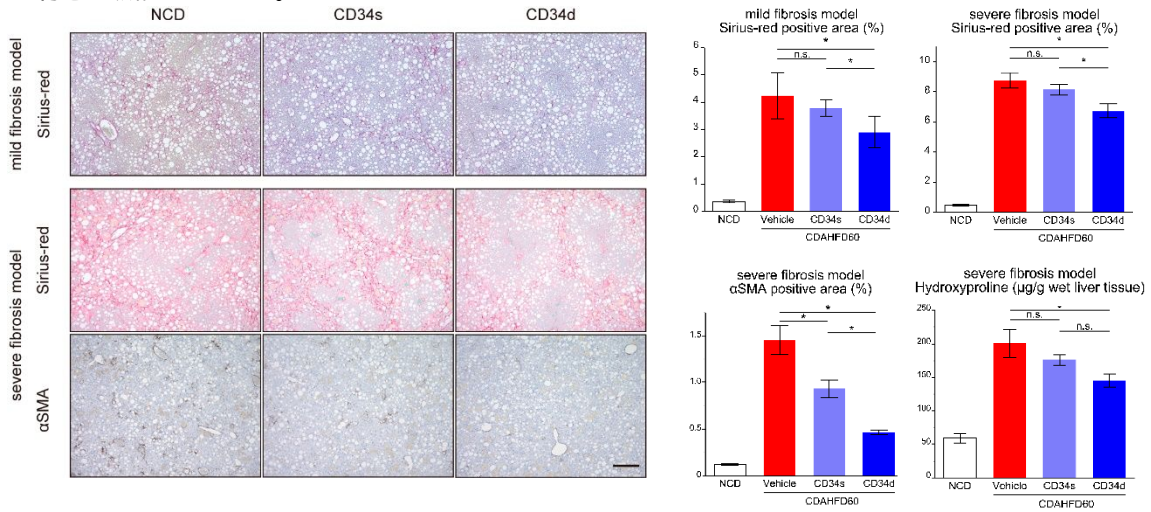 NCD CD34s CD34d
mild fibrosis model
Sirius-red
severe fibrosis model
Sirius-red
αSMA
mild fibrosis model
Sirius-red positive area (%)
*
n.s. *
6
5
4
3
2
1
0
NCD Vehicle CD34s CD34d
CDAHFD60
severe fibrosis model
Sirius-red positive area (%)
*
n.s.
*
10
8
6
4
2
0
NCD Vehicle CD34s CD34d
CDAHFD60
severe fibrosis model
αSMA positive area (%)
*
* *
1.5
1.0
0.5
0
NCD Vehicle CD34s CD34d
CDAHFD60
severe fibrosis model
Hydroxyproline (μg/g wet liver tissue)
*
n.s.
n.s.
250
200
150
100
50
0
NCD Vehicle CD34s CD34d
CDAHFD60